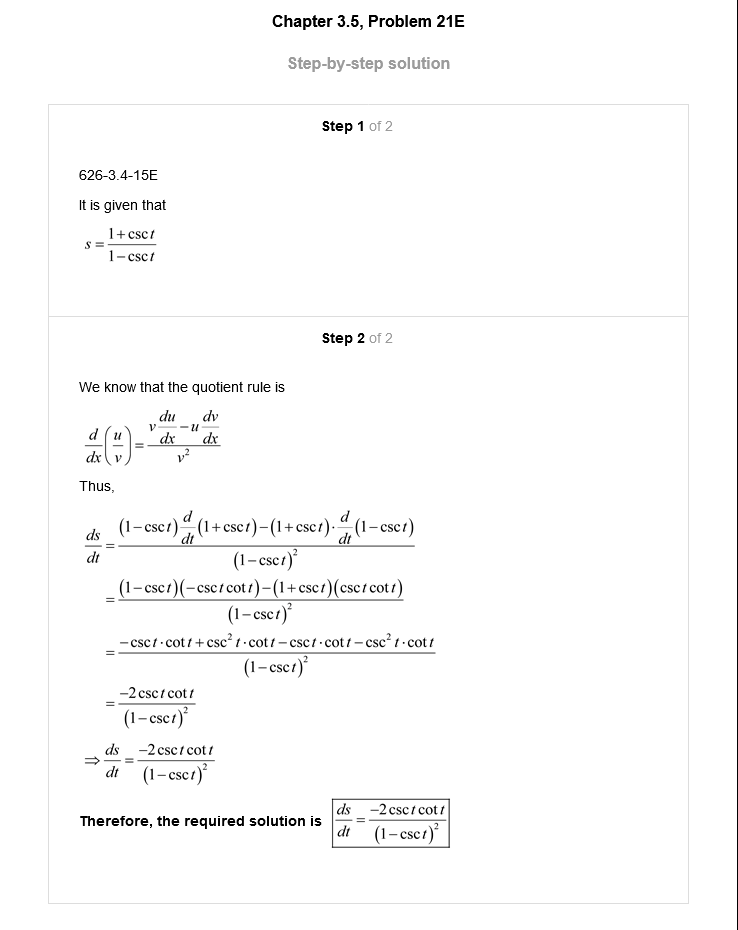 Chapter 3.5, Problem 21E
Step-by-step solution
Step 1 of 2
626-3.4-15E
It is given that
s = \frac{1+\csc t}{1-\csc t}
Step 2 of 2
We know that the quotient rule is
\frac{d}{dx}\left(\frac{u}{v}\right) = \frac{v\frac{du}{dx} - u\frac{dv}{dx}}{v^2}
Thus,
\frac{ds}{dt} = \frac{(1-\csc t)\frac{d}{dt}(1+\csc t)-(1+\csc t)\cdot\frac{d}{dt}(1-\csc t)}{(1-\csc t)^2}
= \frac{(1-\csc t)(-\csc t \cot t)-(1+\csc t)(\csc t \cot t)}{(1-\csc t)^2}
= \frac{-\csc t\cdot\cot t+\csc^2 t\cdot\cot t-\csc t\cdot\cot t-\csc^2 t\cdot\cot t}{(1-\csc t)^2}
= \frac{-2\csc t \cot t}{(1-\csc t)^2}
\Rightarrow \frac{ds}{dt} = \frac{-2\csc t \cot t}{(1-\csc t)^2}
Therefore, the required solution is \frac{ds}{dt} = \frac{-2\csc t \cot t}{(1-\csc t)^2}